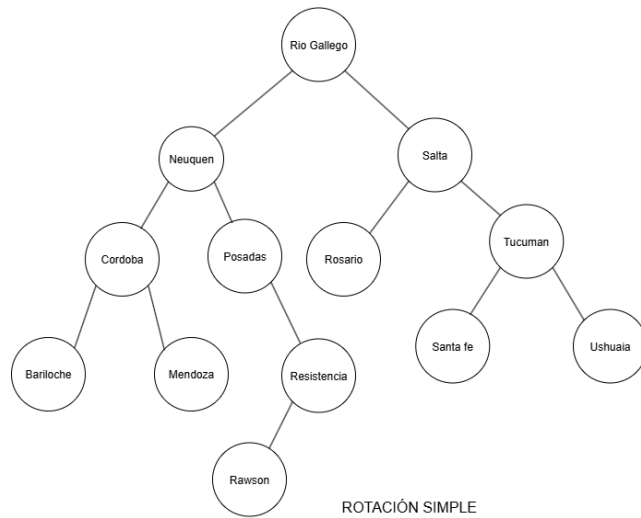 Rio Gallego
Neuquen
Salta
Cordoba
Posadas
Rosario
Tucuman
Bariloche
Mendoza
Resistencia
Santa fe
Ushuaia
Rawson
ROTACIÓN SIMPLE